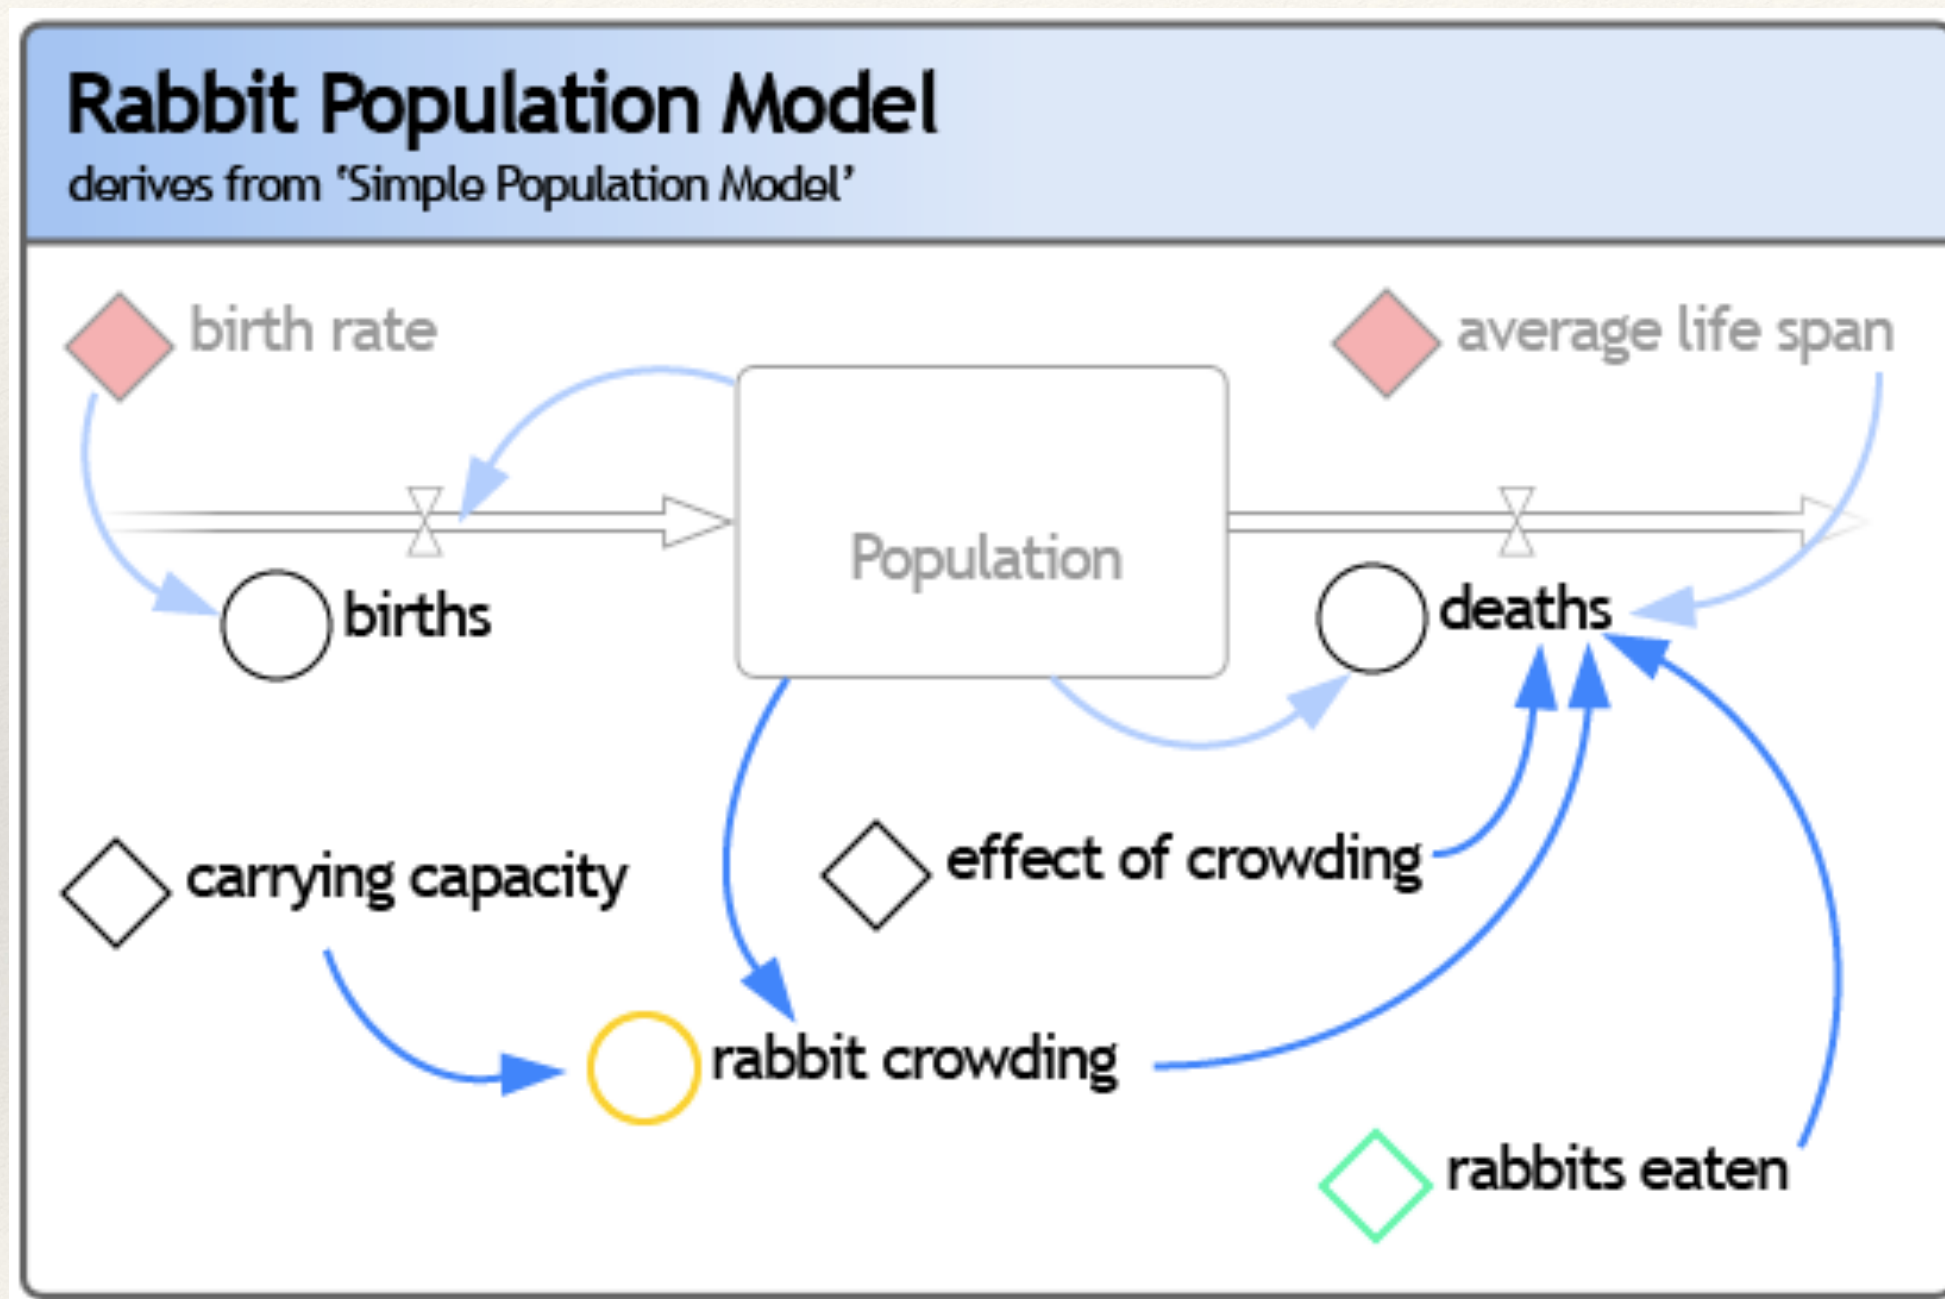 Rabbit Population Model
derives from ‘Simple Population Model’
birth rate
average life span
Population
births
deaths
carrying capacity
effect of crowding
rabbit crowding
rabbits eaten